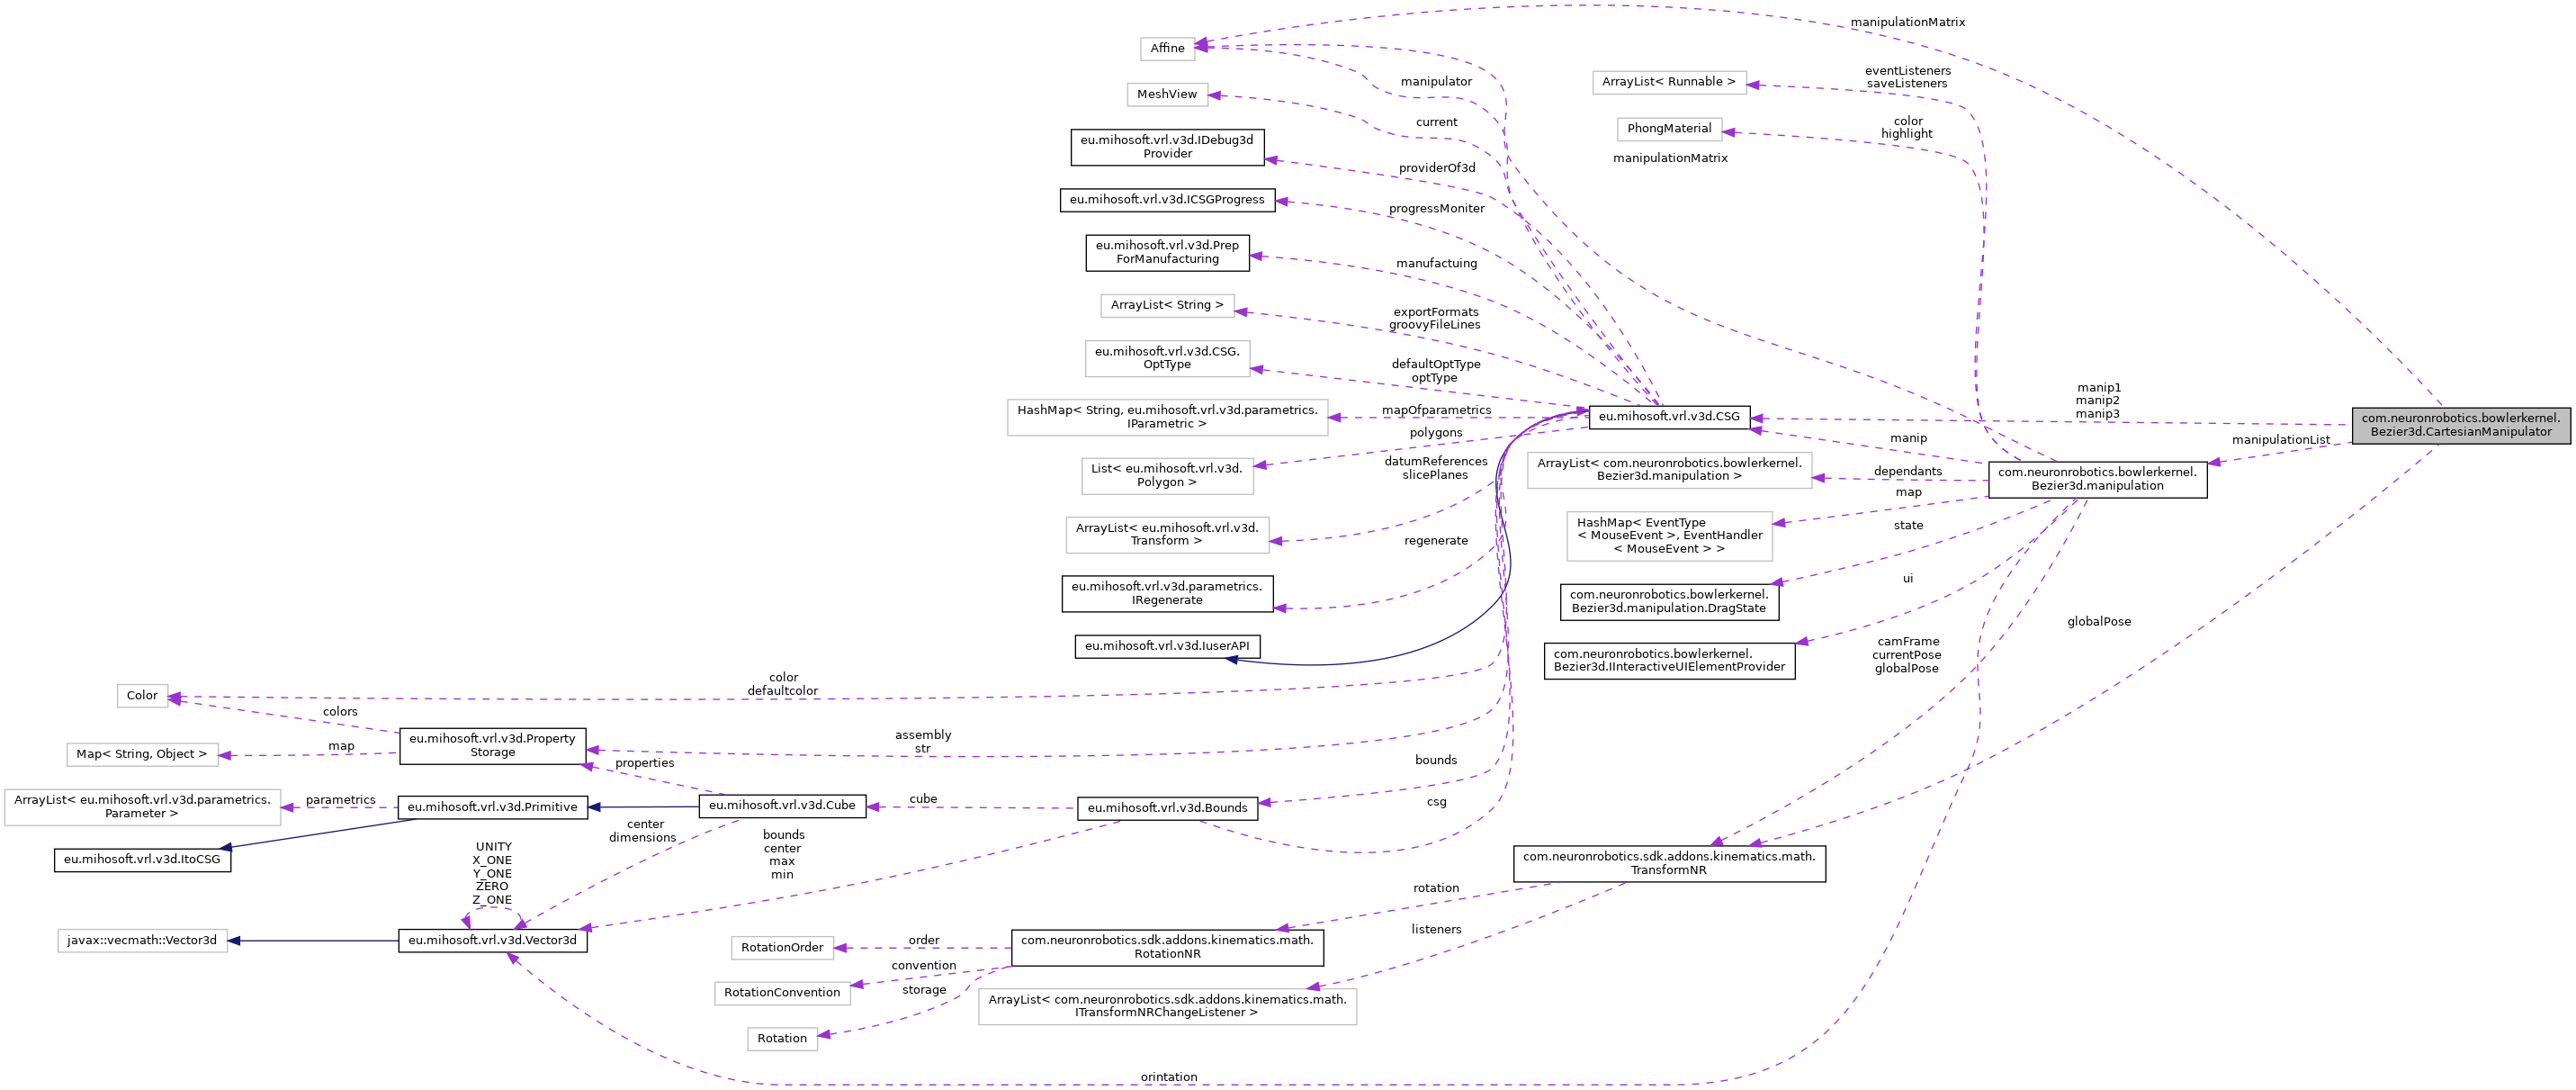 manipulationMatrix
Affine
manipulator
eventListeners
saveListeners
ArrayList< Runnable >
MeshView
current
color
highlight
PhongMaterial
manipulationMatrix
eu.mihosoft.vrl.v3d.IDebug3d
Provider
providerOf3d
eu.mihosoft.vrl.v3d.ICSGProgress
progressMoniter
eu.mihosoft.vrl.v3d.Prep
ForManufacturing
manufactuing
ArrayList< String >
exportFormats
groovyFileLines
eu.mihosoft.vrl.v3d.CSG.
OptType
defaultOptType
optType
HashMap< String, eu.mihosoft.vrl.v3d.parametrics.
IParametric >
mapOfparametrics
eu.mihosoft.vrl.v3d.CSG
manip1
manip2
manip3
com.neuronrobotics.bowlerkernel.
Bezier3d.CartesianManipulator
polygons
manip
manipulationList
List< eu.mihosoft.vrl.v3d.
Polygon >
datumReferences
slicePlanes
ArrayList< com.neuronrobotics.bowlerkernel.
Bezier3d.manipulation >
dependants
com.neuronrobotics.bowlerkernel.
Bezier3d.manipulation
map
ArrayList< eu.mihosoft.vrl.v3d.
Transform >
HashMap< EventType
< MouseEvent >, EventHandler
< MouseEvent > >
state
regenerate
eu.mihosoft.vrl.v3d.parametrics.
IRegenerate
com.neuronrobotics.bowlerkernel.
Bezier3d.manipulation.DragState
ui
globalPose
eu.mihosoft.vrl.v3d.IuserAPI
com.neuronrobotics.bowlerkernel.
Bezier3d.IInteractiveUIElementProvider
camFrame
currentPose
globalPose
color
defaultcolor
Color
colors
eu.mihosoft.vrl.v3d.Property
Storage
assembly
str
Map< String, Object >
map
properties
bounds
ArrayList< eu.mihosoft.vrl.v3d.parametrics.
Parameter >
parametrics
eu.mihosoft.vrl.v3d.Primitive
eu.mihosoft.vrl.v3d.Cube
cube
eu.mihosoft.vrl.v3d.Bounds
csg
center
dimensions
bounds
center
max
min
eu.mihosoft.vrl.v3d.ItoCSG
UNITY
X_ONE
Y_ONE
ZERO
Z_ONE
com.neuronrobotics.sdk.addons.kinematics.math.
TransformNR
rotation
listeners
javax::vecmath::Vector3d
eu.mihosoft.vrl.v3d.Vector3d
RotationOrder
order
com.neuronrobotics.sdk.addons.kinematics.math.
RotationNR
convention
RotationConvention
storage
ArrayList< com.neuronrobotics.sdk.addons.kinematics.math.
ITransformNRChangeListener >
Rotation
orintation